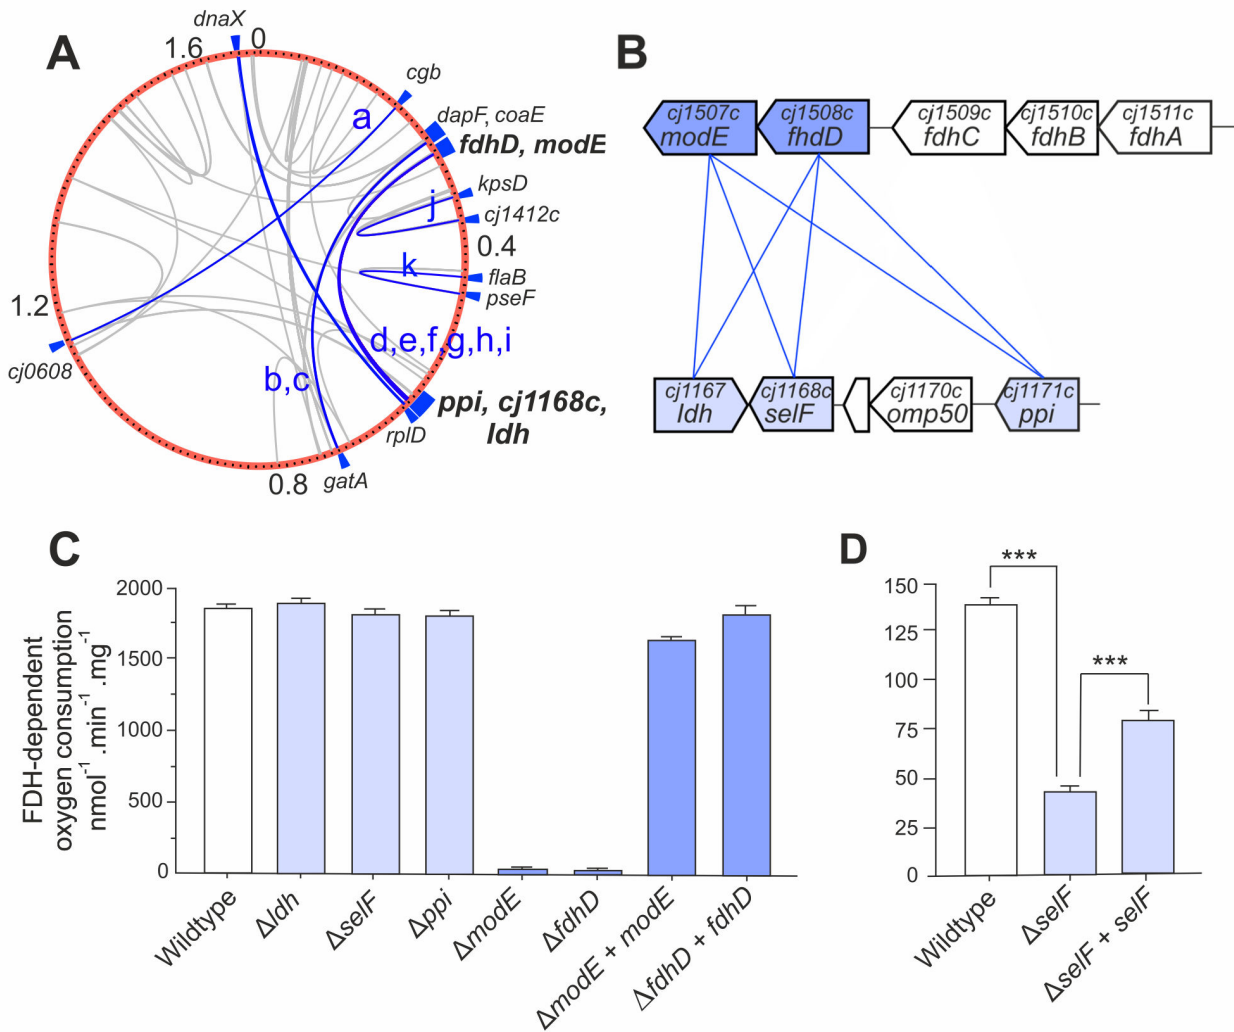 A
dnaX
0
1.6
cgb
a
dapF, coaE
fdhD, modE
kpsD
j
cj1412c
0.4
k
flaB
pseF
1.2
d,e,f,g,h,i
cj0608
b,c
ppi, cj1168c,
ldh
rplD
gatA
0.8
B
cj1507c
modE
cj1508c
fhdD
cj1509c
fdhC
cj1510c
fdhB
cj1511c
fdhA
cj1167
ldh
cj1168c
selF
cj1170c
omp50
cj1171c
ppi
C
FDH-dependent
oxygen consumption
nmol⁻¹ .min⁻¹ .mg⁻¹
2000
1500
1000
500
0
Wildtype
Δldh
ΔselF
Δppi
ΔmodE
ΔfdhD
ΔmodE + modE
ΔfdhD + fdhD
D
***
***
150
125
100
75
50
25
0
Wildtype
ΔselF
ΔselF + selF